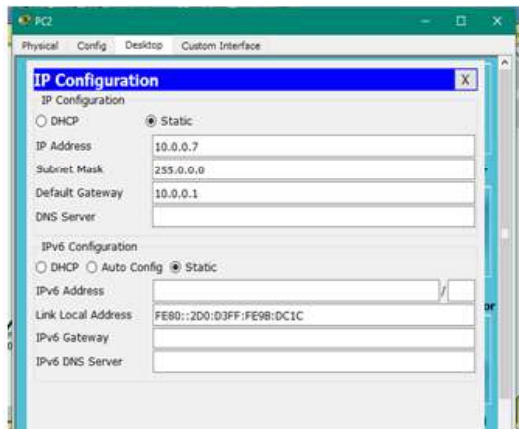 PC2
Physical Config Desktop Custom Interface
IP Configuration X
IP Configuration
DHCP Static
IP Address 10.0.0.7
Subnet Mask 255.0.0.0
Default Gateway 10.0.0.1
DNS Server
IPv6 Configuration
DHCP Auto Config Static
IPv6 Address /
Link Local Address FE80::2D0:D3FF:FE9B:DC1C
IPv6 Gateway
IPv6 DNS Server